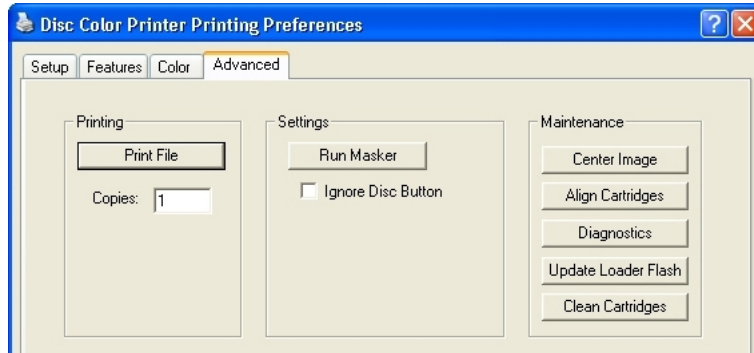 Disc Color Printer Printing Preferences
Setup Features Color Advanced
Printing
Print File
Copies: 1
Settings
Run Masker
Ignore Disc Button
Maintenance
Center Image
Align Cartridges
Diagnostics
Update Loader Flash
Clean Cartridges